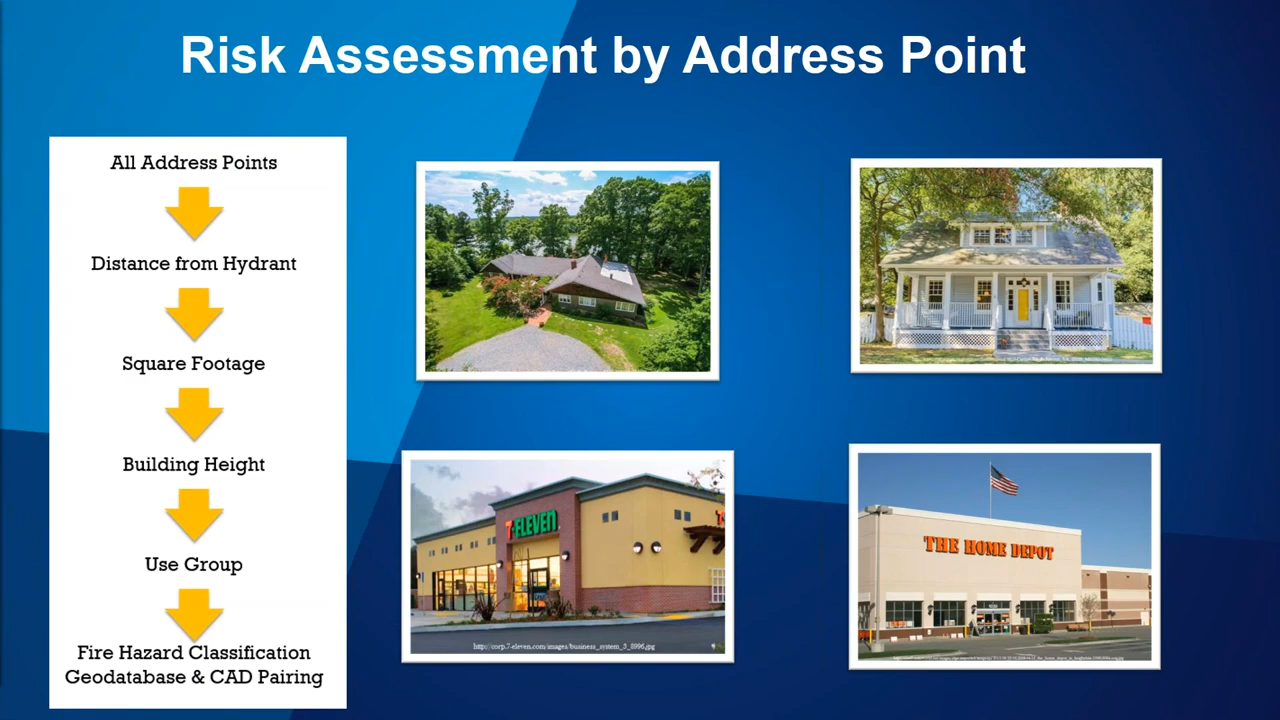 Risk Assessment by Address Point
All Address Points
Distance from Hydrant
Square Footage
Building Height
Use Group
Fire Hazard Classification
Geodatabase & CAD Pairing
7-ELEVEN
http://corp.7-eleven.com/images/business_system_3_8996.jpg
THE HOME DEPOT